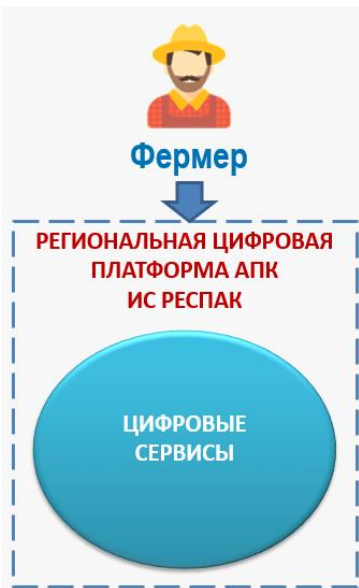 Фермер
РЕГИОНАЛЬНАЯ ЦИФРОВАЯ
ПЛАТФОРМА АПК
ИС РЕСПАК
ЦИФРОВЫЕ
СЕРВИСЫ